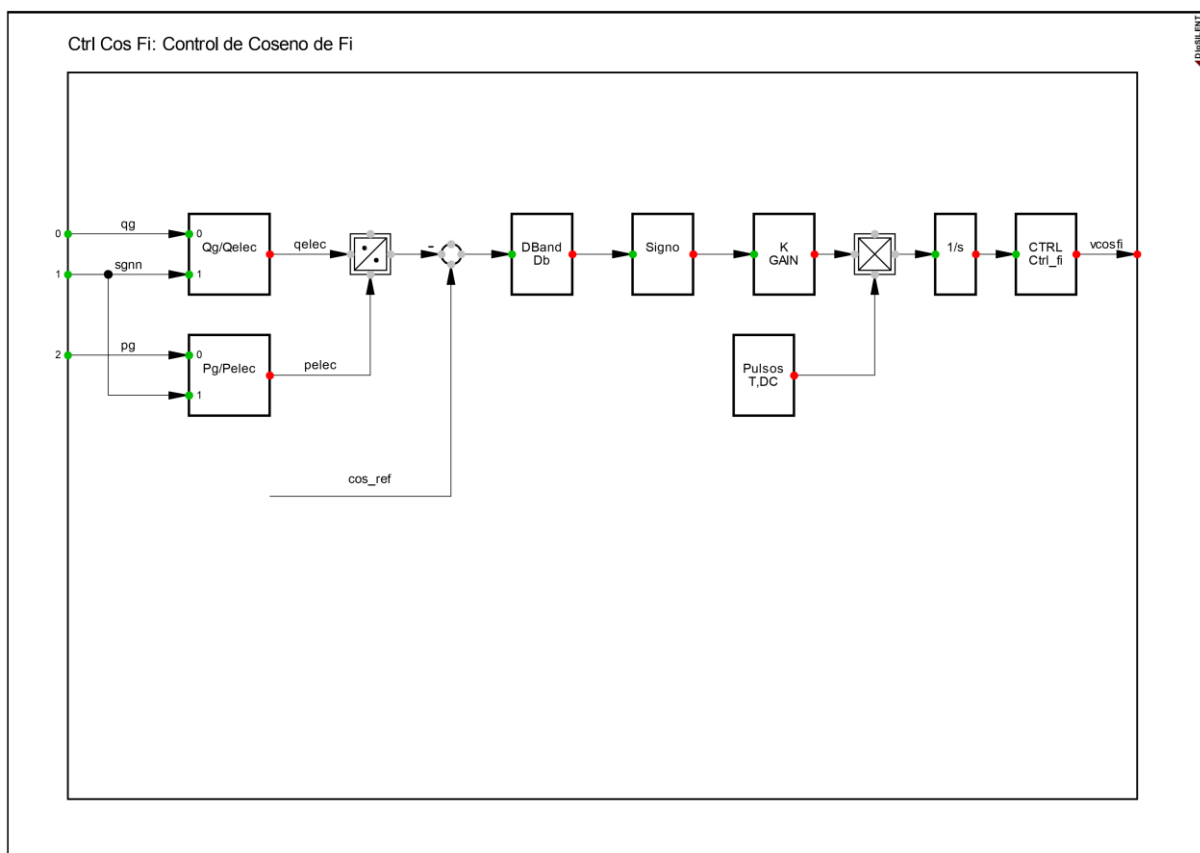 Ctrl Cos Fi: Control de Coseno de Fi
DIgSILENT
0
qg
0
Qg/Qelec
1
sgnn
1
qelec
-
DBand
Db
Signo
K
GAIN
1/s
CTRL
Ctrl_fi
vcosfi
2
pg
0
Pg/Pelec
1
pelec
Pulsos
T,DC
cos_ref